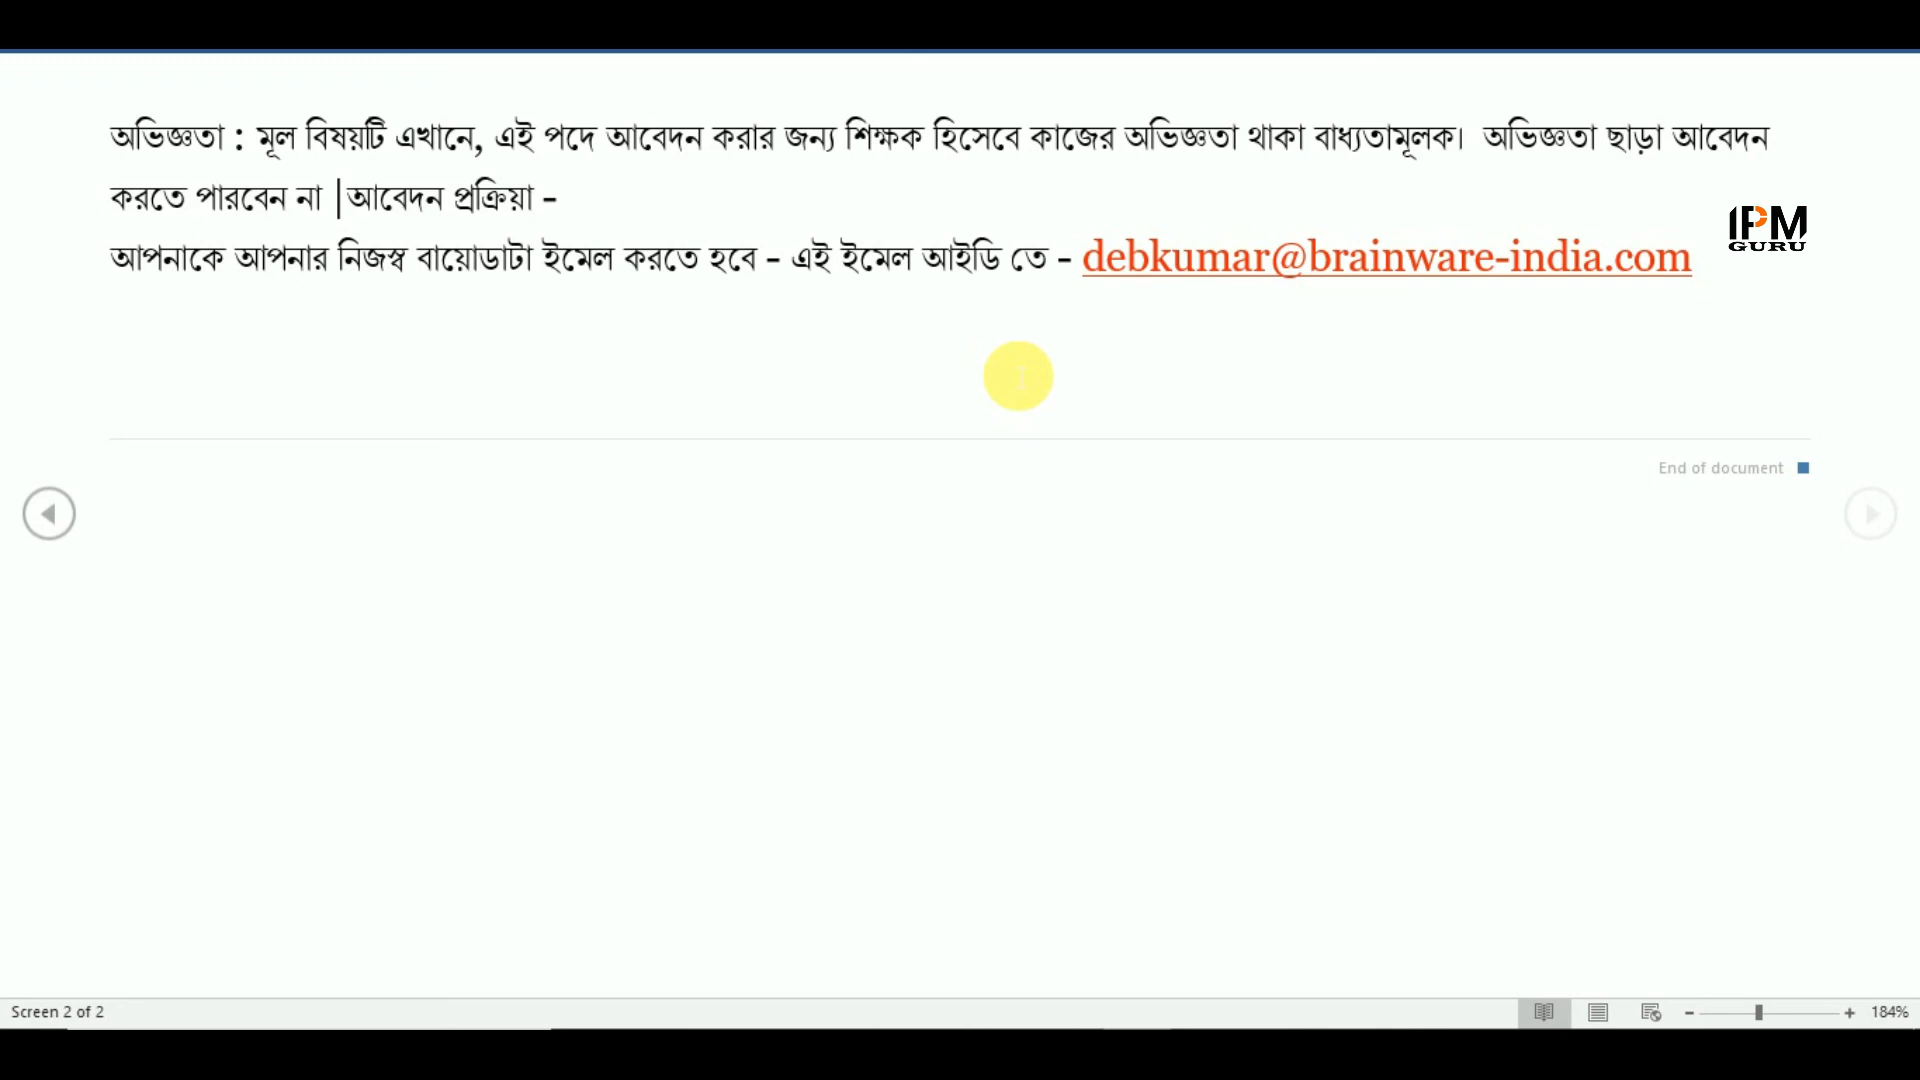 অভিজ্ঞতা : মূল বিষয়টি এখানে, এই পদে আবেদন করার জন্য শিক্ষক হিসেবে কাজের অভিজ্ঞতা থাকা বাধ্যতামূলক। অভিজ্ঞতা ছাড়া আবেদন
করতে পারবেন না |আবেদন প্রক্রিয়া -
আপনাকে আপনার নিজস্ব বায়োডাটা ইমেল করতে হবে - এই ইমেল আইডি তে - debkumar@brainware-india.com
IPM
GURU
End of document
Screen 2 of 2
184%